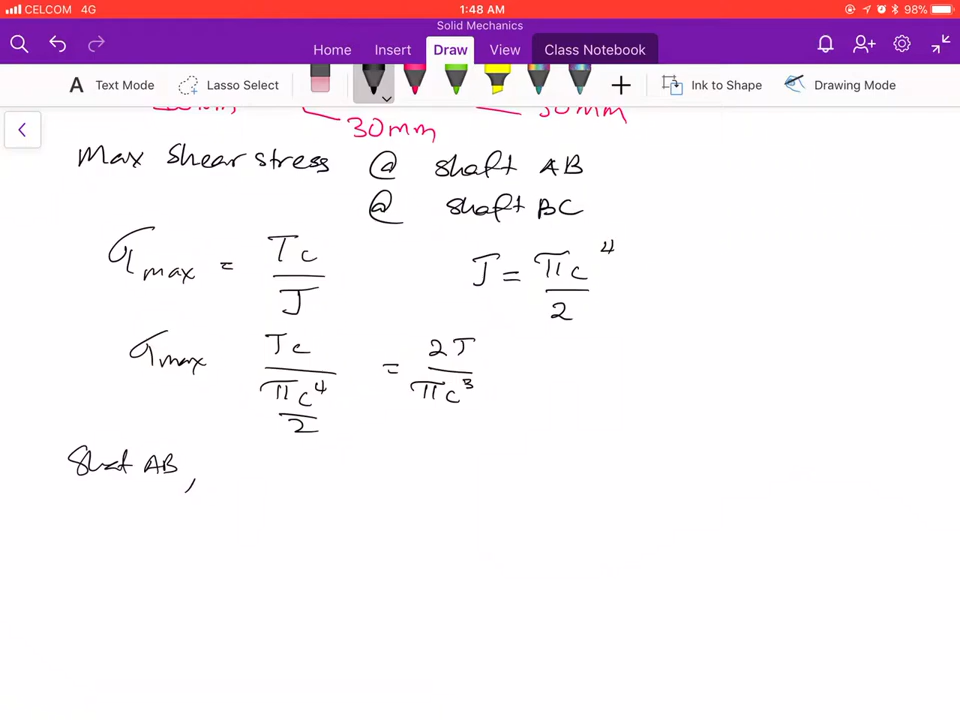 CELCOM 4G 1:48 AM 98%
Solid Mechanics
Home Insert Draw View Class Notebook
A Text Mode Lasso Select Ink to Shape Drawing Mode
30mm
30mm
Max Shear stress @ shaft AB
@ shaft BC
τmax = Tc/J J = πc⁴/2
τmax Tc/(πc⁴/2) = 2T/πc³
Shaft AB,